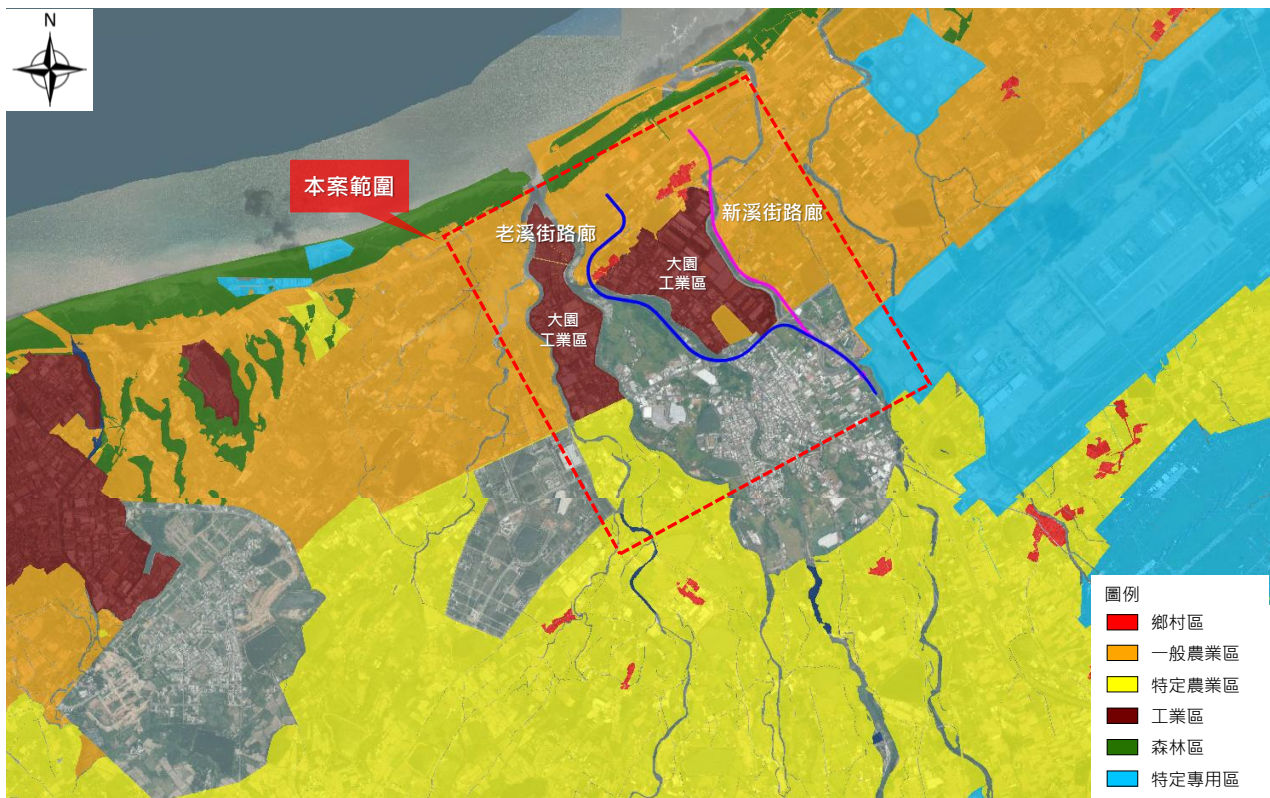 N
本案範圍
老溪街路廊
新溪街路廊
大園
工業區
大園
工業區
圖例
鄉村區
一般農業區
特定農業區
工業區
森林區
特定專用區